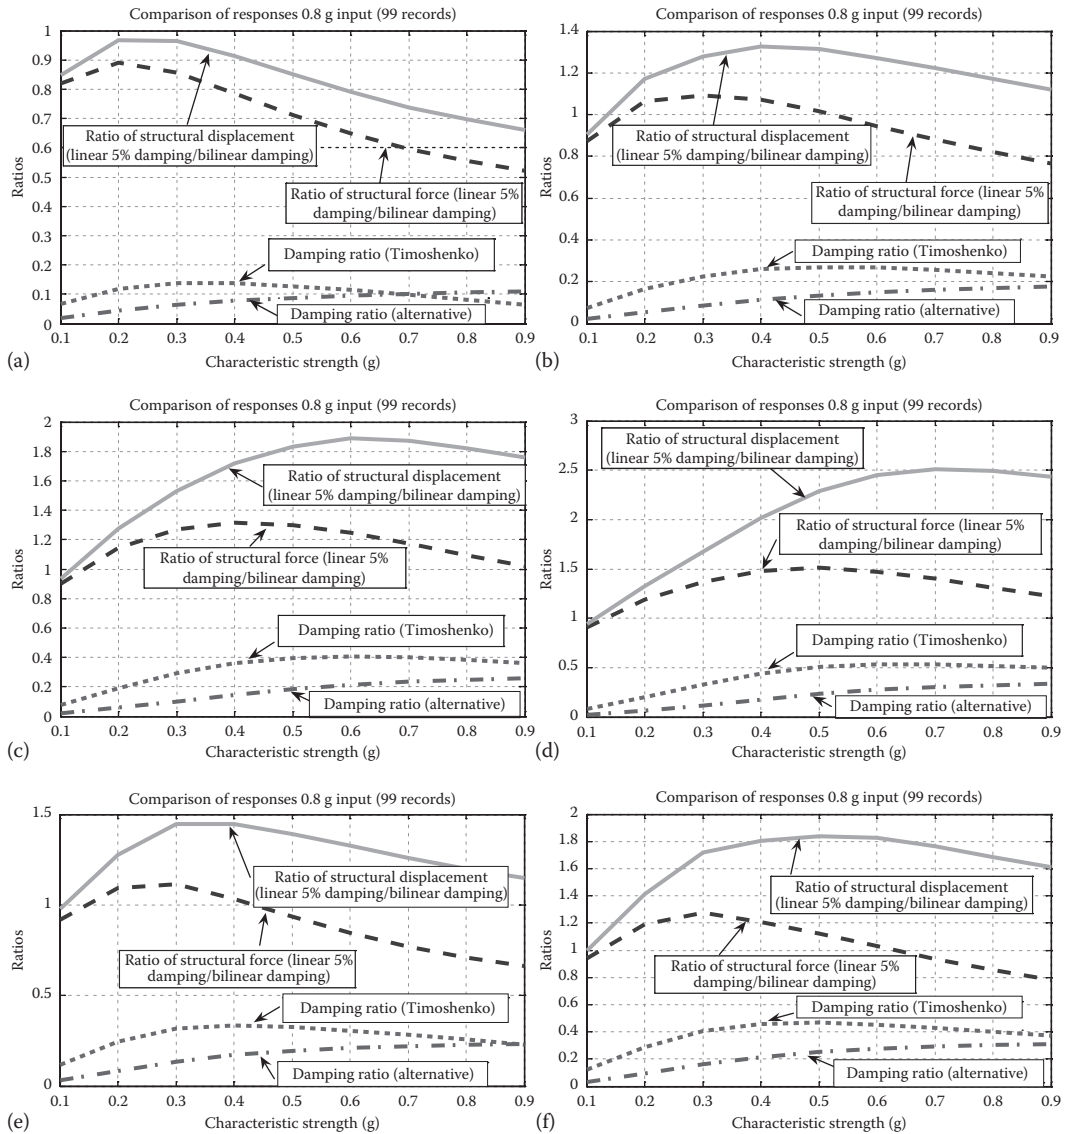 Comparison of responses 0.8 g input (99 records)
1
0.9
0.8
0.7
0.6
0.5
0.4
0.3
0.2
0.1
0
Ratios
Ratio of structural displacement
(linear 5% damping/bilinear damping)
Ratio of structural force (linear 5%
damping/bilinear damping)
Damping ratio (Timoshenko)
Damping ratio (alternative)
0.1 0.2 0.3 0.4 0.5 0.6 0.7 0.8 0.9
Characteristic strength (g)
(a)
Comparison of responses 0.8 g input (99 records)
1.4
1.2
1
0.8
0.6
0.4
0.2
0
Ratios
Ratio of structural displacement
(linear 5% damping/bilinear damping)
Ratio of structural force (linear 5%
damping/bilinear damping)
Damping ratio (Timoshenko)
Damping ratio (alternative)
0.1 0.2 0.3 0.4 0.5 0.6 0.7 0.8 0.9
Characteristic strength (g)
(b)
Comparison of responses 0.8 g input (99 records)
2
1.8
1.6
1.4
1.2
1
0.8
0.6
0.4
0.2
0
Ratios
Ratio of structural displacement
(linear 5% damping/bilinear damping)
Ratio of structural force (linear 5%
damping/bilinear damping)
Damping ratio (Timoshenko)
Damping ratio (alternative)
0.1 0.2 0.3 0.4 0.5 0.6 0.7 0.8 0.9
Characteristic strength (g)
(c)
Comparison of responses 0.8 g input (99 records)
3
2.5
2
1.5
1
0.5
0
Ratios
Ratio of structural displacement
(linear 5% damping/bilinear damping)
Ratio of structural force (linear 5%
damping/bilinear damping)
Damping ratio (Timoshenko)
Damping ratio (alternative)
0.1 0.2 0.3 0.4 0.5 0.6 0.7 0.8 0.9
Characteristic strength (g)
(d)
Comparison of responses 0.8 g input (99 records)
1.5
1
0.5
0
Ratios
Ratio of structural displacement
(linear 5% damping/bilinear damping)
Ratio of structural force (linear 5%
damping/bilinear damping)
Damping ratio (Timoshenko)
Damping ratio (alternative)
0.1 0.2 0.3 0.4 0.5 0.6 0.7 0.8 0.9
Characteristic strength (g)
(e)
Comparison of responses 0.8 g input (99 records)
2
1.8
1.6
1.4
1.2
1
0.8
0.6
0.4
0.2
0
Ratios
Ratio of structural displacement
(linear 5% damping/bilinear damping)
Ratio of structural force (linear 5%
damping/bilinear damping)
Damping ratio (Timoshenko)
Damping ratio (alternative)
0.1 0.2 0.3 0.4 0.5 0.6 0.7 0.8 0.9
Characteristic strength (g)
(f)